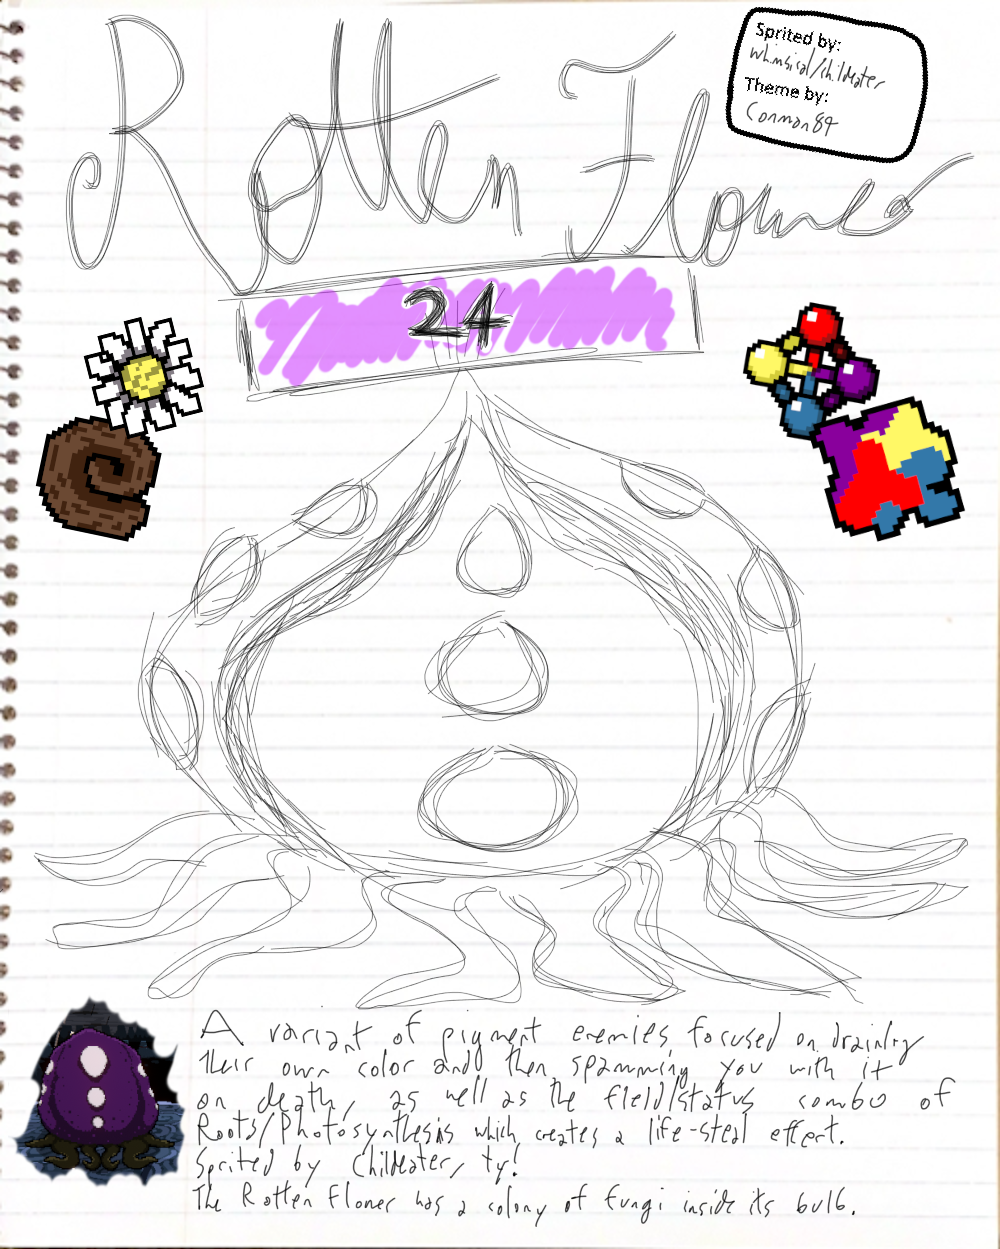 Rotten Flower
Sprited by:
whimsical/childeater
Theme by:
Conman84
24
A variant of pigment enemies focused on draining
their own color and then spamming you with it
on death, as well as the field/status combo of
Roots/Photosynthesis which creates a life-steal effect.
Sprited by Childeater, ty!
The Rotten Flower has a colony of fungi inside its bulb.